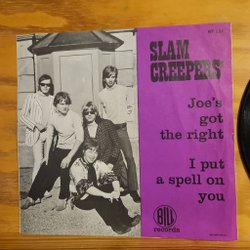 SLAM
CREEPERS'
Joe's
got
the right
I put
a spell on
you
BILL
records